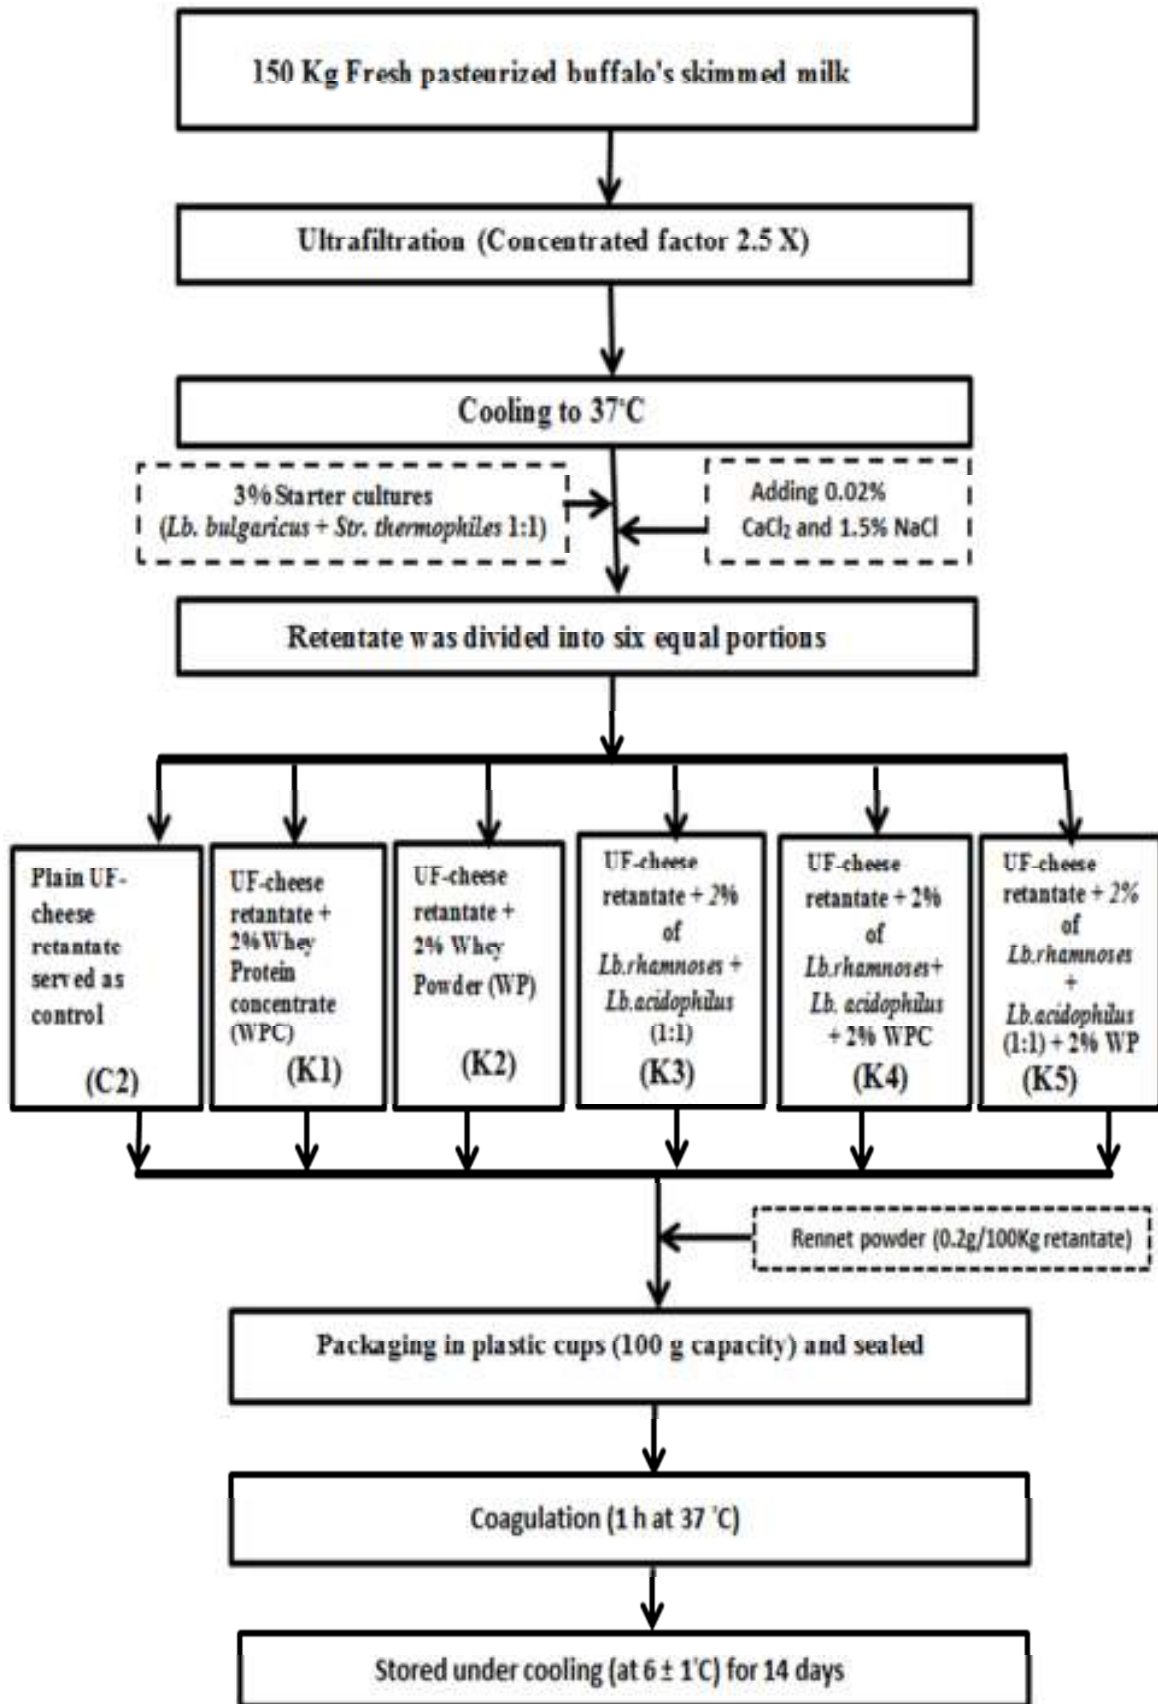 150 Kg Fresh pasteurized buffalo's skimmed milk
Ultrafiltration (Concentrated factor 2.5 X)
Cooling to 37°C
3% Starter cultures
(Lb. bulgaricus + Str. thermophiles 1:1)
Adding 0.02%
CaCl₂ and 1.5% NaCl
Retentate was divided into six equal portions
Plain UF-
cheese
retantate
served as
control
(C2)
UF-cheese
retantate +
2% Whey
Protein
concentrate
(WPC)
(K1)
UF-cheese
retantate +
2% Whey
Powder (WP)
(K2)
UF-cheese
retantate + 2%
of
Lb.rhamnoses +
Lb.acidophilus
(1:1)
(K3)
UF-cheese
retantate + 2%
of
Lb.rhamnoses+
Lb. acidophilus
+ 2% WPC
(K4)
UF-cheese
retantate + 2%
of
Lb.rhamnoses
+
Lb.acidophilus
(1:1) + 2% WP
(K5)
Rennet powder (0.2g/100Kg retantate)
Packaging in plastic cups (100 g capacity) and sealed
Coagulation (1 h at 37 °C)
Stored under cooling (at 6 ± 1°C) for 14 days